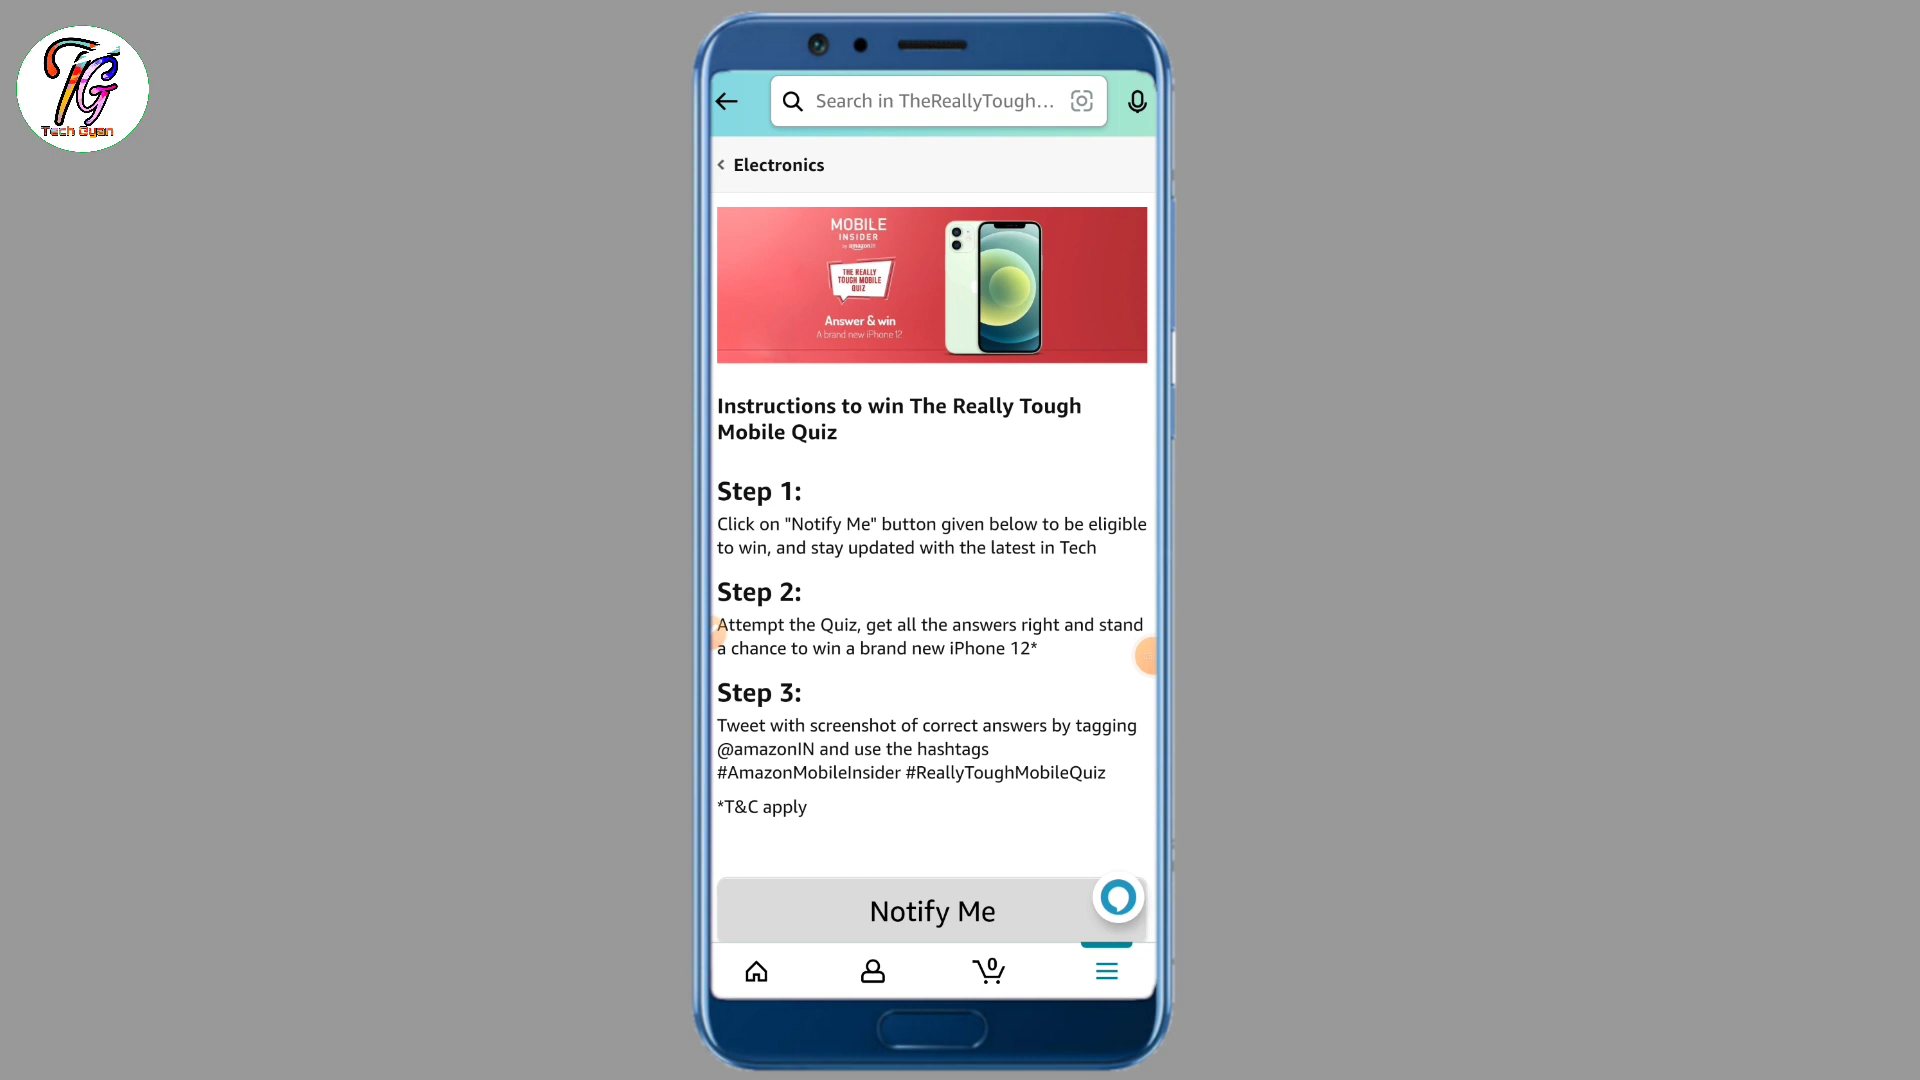 TG
Tech Gyan
Search in TheReallyTough...
Electronics
MOBILE
INSIDER
by amazon.in
THE REALLY
TOUGH MOBILE
QUIZ
Answer & win
A brand new iPhone 12
Instructions to win The Really Tough
Mobile Quiz
Step 1:
Click on "Notify Me" button given below to be eligible
to win, and stay updated with the latest in Tech
Step 2:
Attempt the Quiz, get all the answers right and stand
a chance to win a brand new iPhone 12*
Step 3:
Tweet with screenshot of correct answers by tagging
@amazonIN and use the hashtags
#AmazonMobileInsider #ReallyToughMobileQuiz
*T&C apply
Notify Me
0